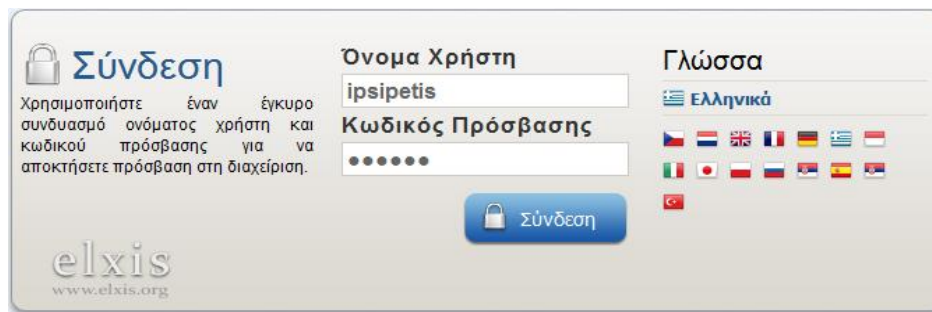 Σύνδεση
Χρησιμοποιήστε έναν έγκυρο
συνδυασμό ονόματος χρήστη και
κωδικού πρόσβασης για να
αποκτήσετε πρόσβαση στη διαχείριση.
elxis
www.elxis.org
Όνομα Χρήστη
ipsipetis
Κωδικός Πρόσβασης
●●●●●●
Σύνδεση
Γλώσσα
Ελληνικά